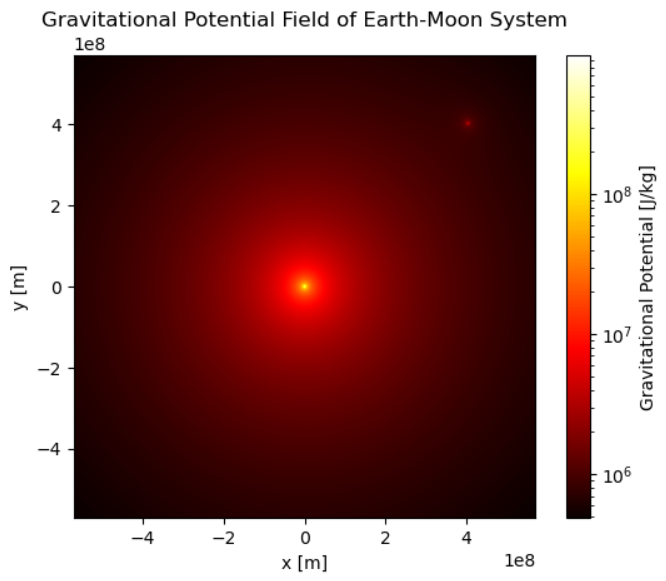 Gravitational Potential Field of Earth-Moon System
1e8
4
2
0
−2
−4
y [m]
−4 −2 0 2 4
x [m]
1e8
10⁸
10⁷
10⁶
Gravitational Potential [J/kg]